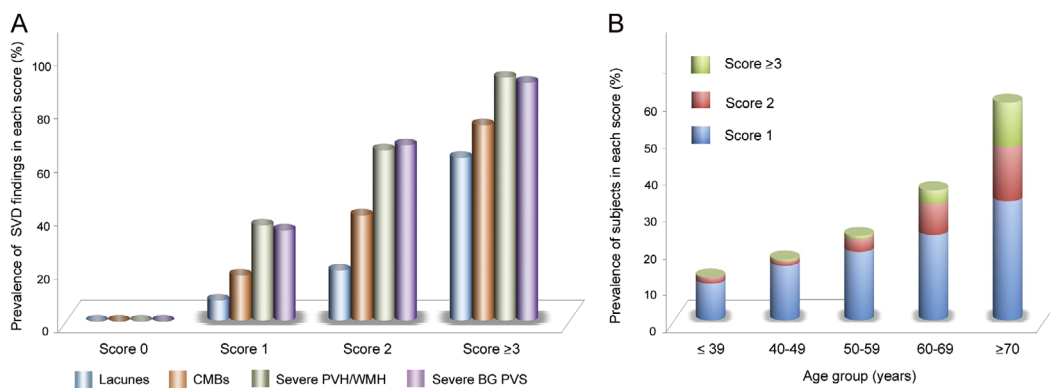 A
Prevalence of SVD findings in each score (%)
100
80
60
40
20
0
Score 0
Score 1
Score 2
Score ≥3
Lacunes
CMBs
Severe PVH/WMH
Severe BG PVS
B
Prevalence of subjects in each score (%)
Score ≥3
Score 2
Score 1
60
50
40
30
20
10
0
≤ 39
40-49
50-59
60-69
≥70
Age group (years)